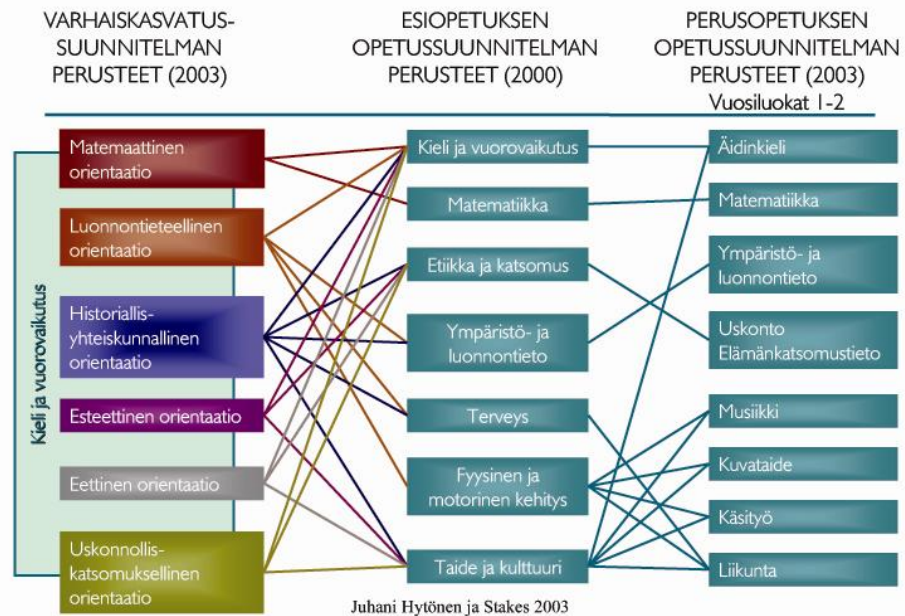 VARHAISKASVATUS-
SUUNNITELMAN
PERUSTEET (2003)
ESIOPETUKSEN
OPETUSSUUNNITELMAN
PERUSTEET (2000)
PERUSOPETUKSEN
OPETUSSUUNNITELMAN
PERUSTEET (2003)
Vuosiluokat 1-2
Kieli ja vuorovaikutus
Matemaattinen
orientaatio
Luonnontieteellinen
orientaatio
Historiallis-
yhteiskunnallinen
orientaatio
Esteettinen orientaatio
Eettinen orientaatio
Uskonnollis-
katsomuksellinen
orientaatio
Kieli ja vuorovaikutus
Matematiikka
Etiikka ja katsomus
Ympäristö- ja
luonnontieto
Terveys
Fyysinen ja
motorinen kehitys
Taide ja kulttuuri
Äidinkieli
Matematiikka
Ympäristö- ja
luonnontieto
Uskonto
Elämänkatsomustieto
Musiikki
Kuvataide
Käsityö
Liikunta
Juhani Hytönen ja Stakes 2003